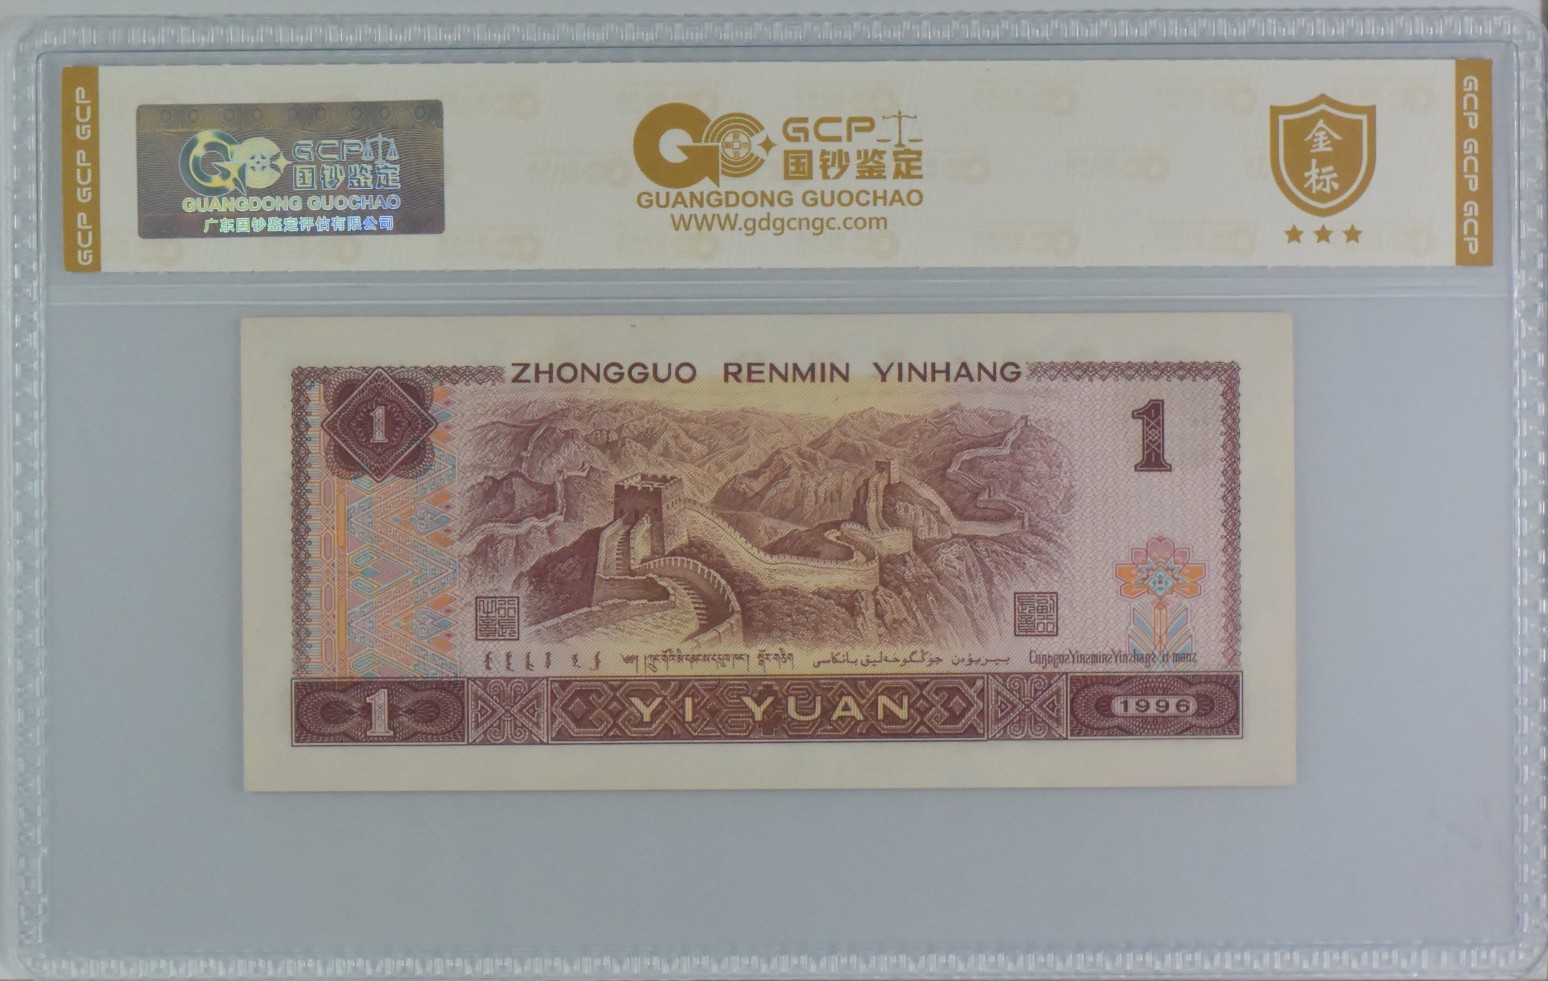 GCP GCP GCP
GCP
国钞鉴定
GUANGDONG GUOCHAO
广东国钞鉴定评估有限公司
GCP
国钞鉴定
GUANGDONG GUOCHAO
WWW.gdgcngc.com
金
标
GCP GCP GCP
ZHONGGUO RENMIN YINHANG
1
1
1
YI YUAN
1996